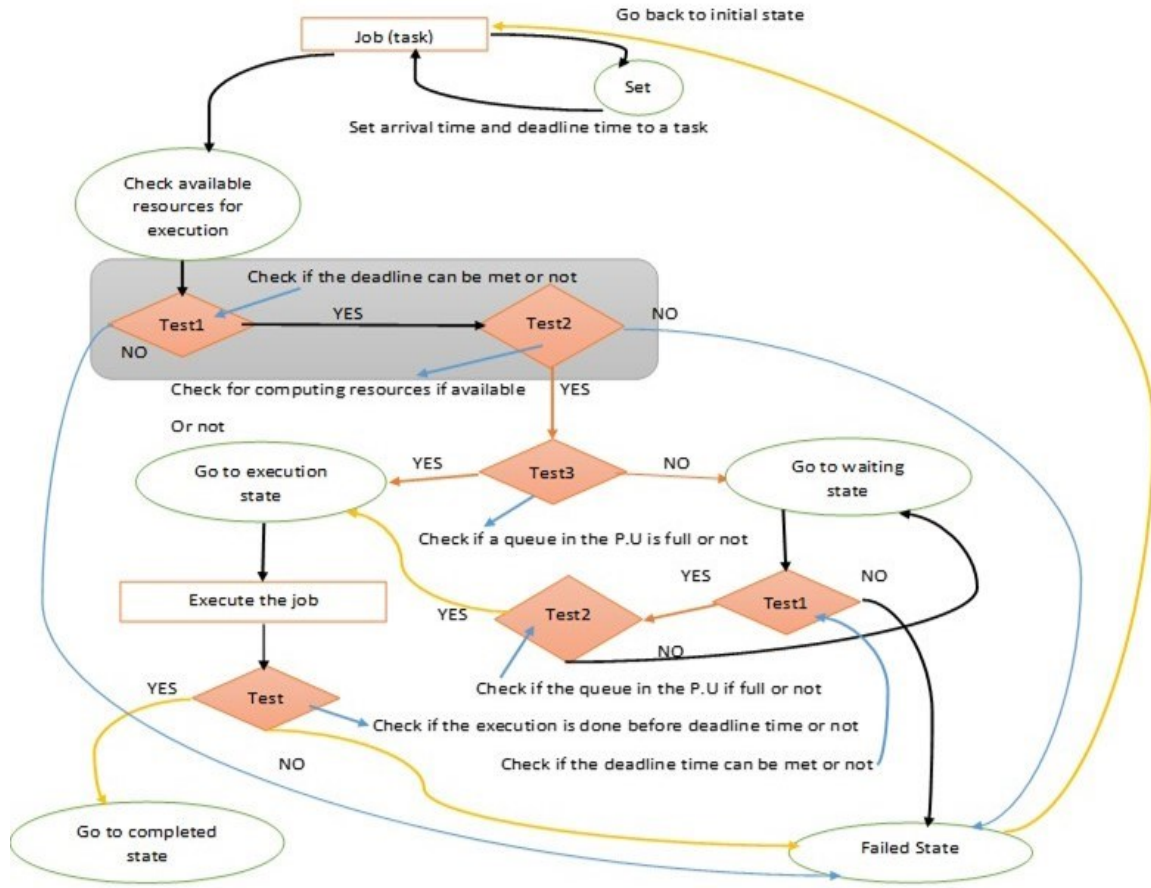 Go back to initial state
Job (task)
Set
Set arrival time and deadline time to a task
Check available
resources for
execution
Check if the deadline can be met or not
Test1
YES
Test2
NO
NO
Check for computing resources if available
YES
Or not
Go to execution
state
YES
Test3
NO
Go to waiting
state
Check if a queue in the P.U is full or not
Execute the job
YES
Test2
YES
Test1
NO
NO
Check if the queue in the P.U if full or not
YES
Test
Check if the execution is done before deadline time or not
NO
Check if the deadline time can be met or not
Go to completed
state
Failed State